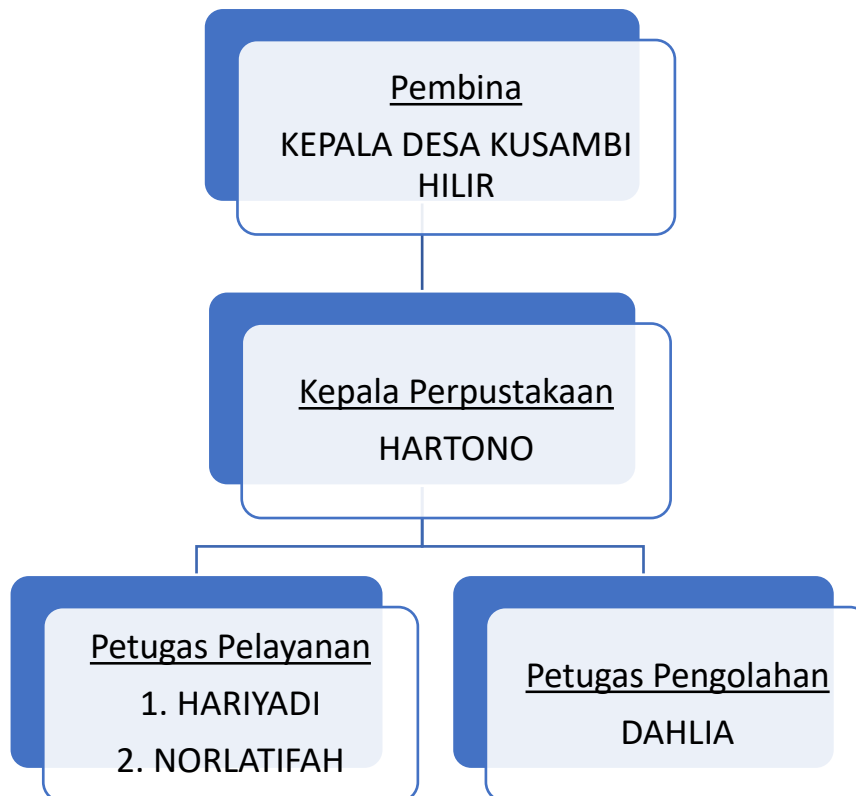 Pembina
KEPALA DESA KUSAMBI
HILIR
Kepala Perpustakaan
HARTONO
Petugas Pelayanan
1. HARIYADI
2. NORLATIFAH
Petugas Pengolahan
DAHLIA